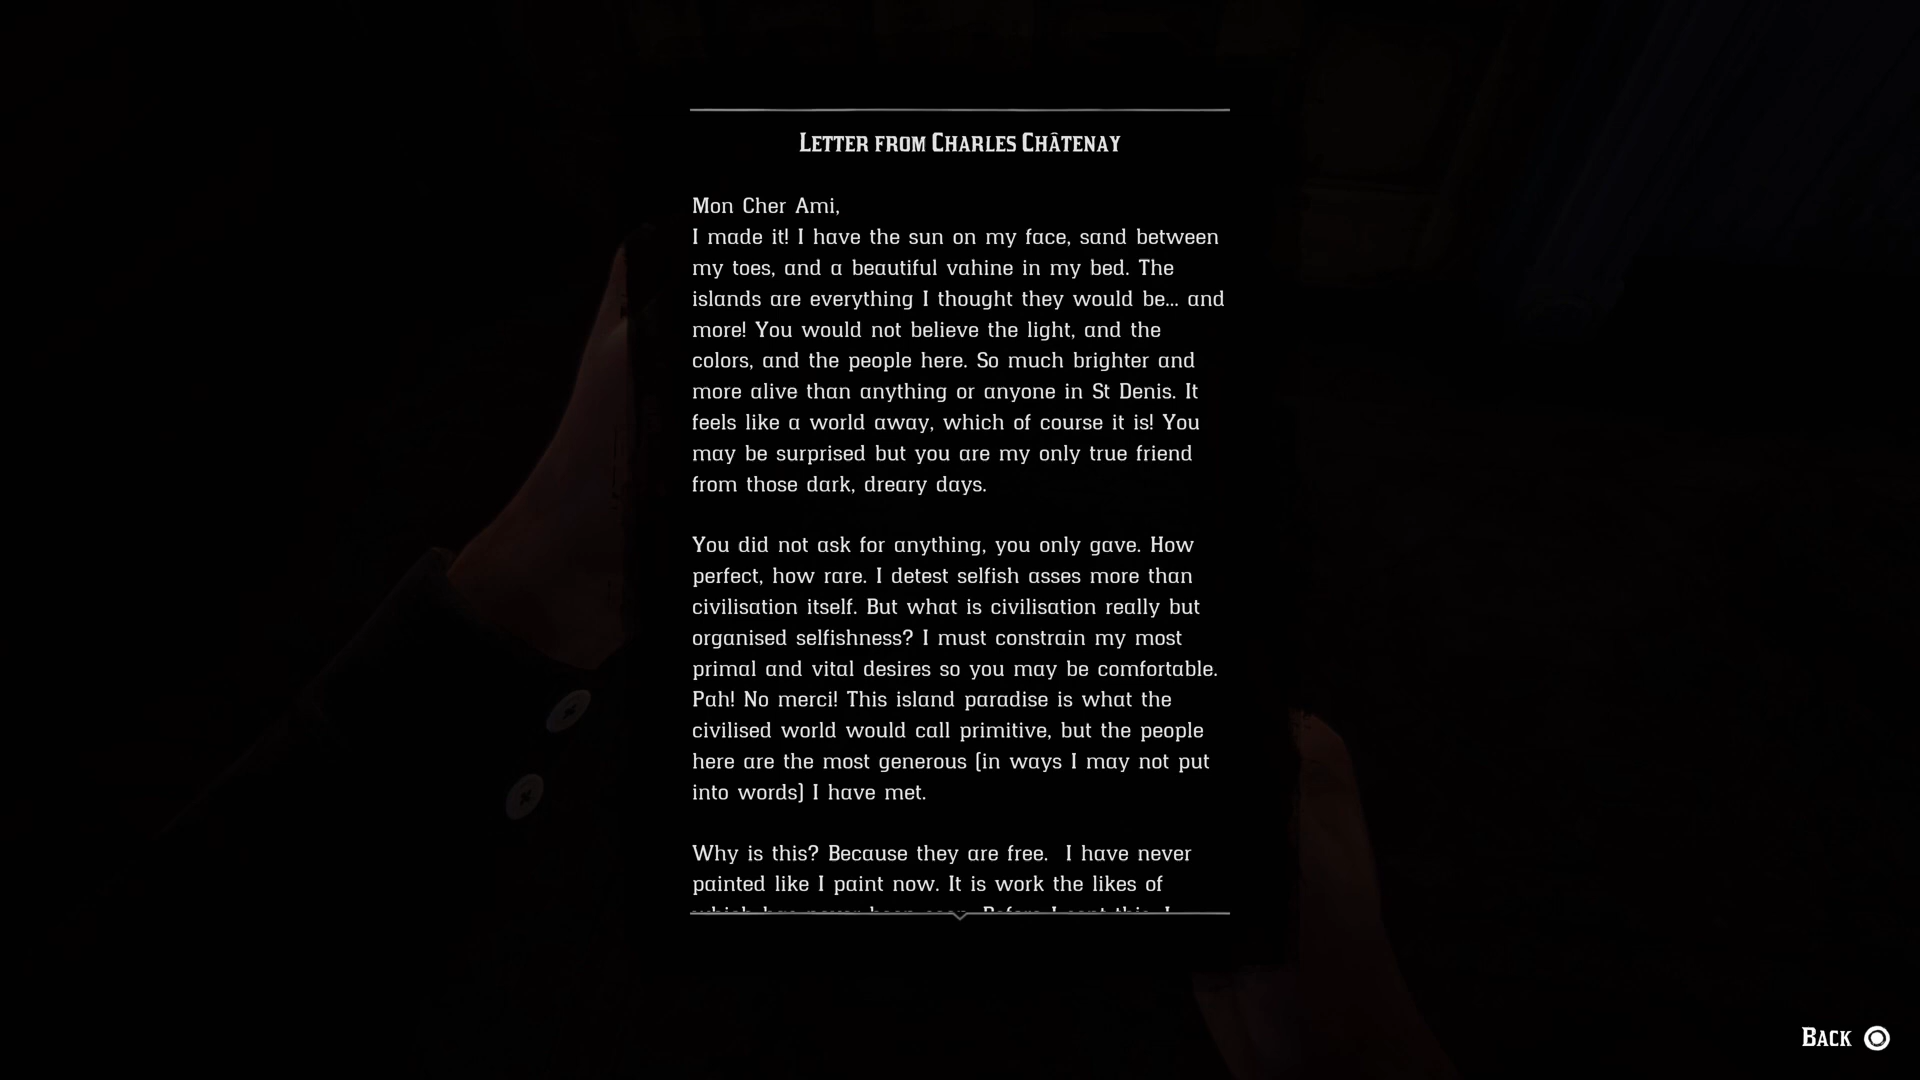 Letter from Charles Châtenay
Mon Cher Ami,
I made it! I have the sun on my face, sand between
my toes, and a beautiful vahine in my bed. The
islands are everything I thought they would be... and
more! You would not believe the light, and the
colors, and the people here. So much brighter and
more alive than anything or anyone in St Denis. It
feels like a world away, which of course it is! You
may be surprised but you are my only true friend
from those dark, dreary days.
You did not ask for anything, you only gave. How
perfect, how rare. I detest selfish asses more than
civilisation itself. But what is civilisation really but
organised selfishness? I must constrain my most
primal and vital desires so you may be comfortable.
Pah! No merci! This island paradise is what the
civilised world would call primitive, but the people
here are the most generous (in ways I may not put
into words) I have met.
Why is this? Because they are free.  I have never
painted like I paint now. It is work the likes of
Back